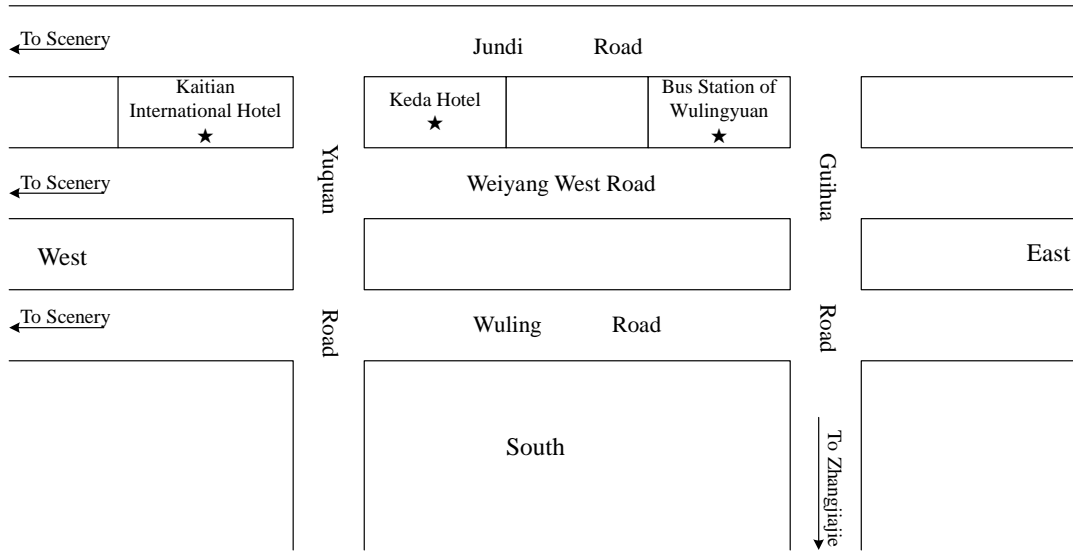 To Scenery
Jundi Road
Kaitian
International Hotel
Keda Hotel
Bus Station of
Wulingyuan
Yuquan
Guihua
To Scenery
Weiyang West Road
West
East
To Scenery
Wuling Road
Road
Road
South
To Zhangjiajie